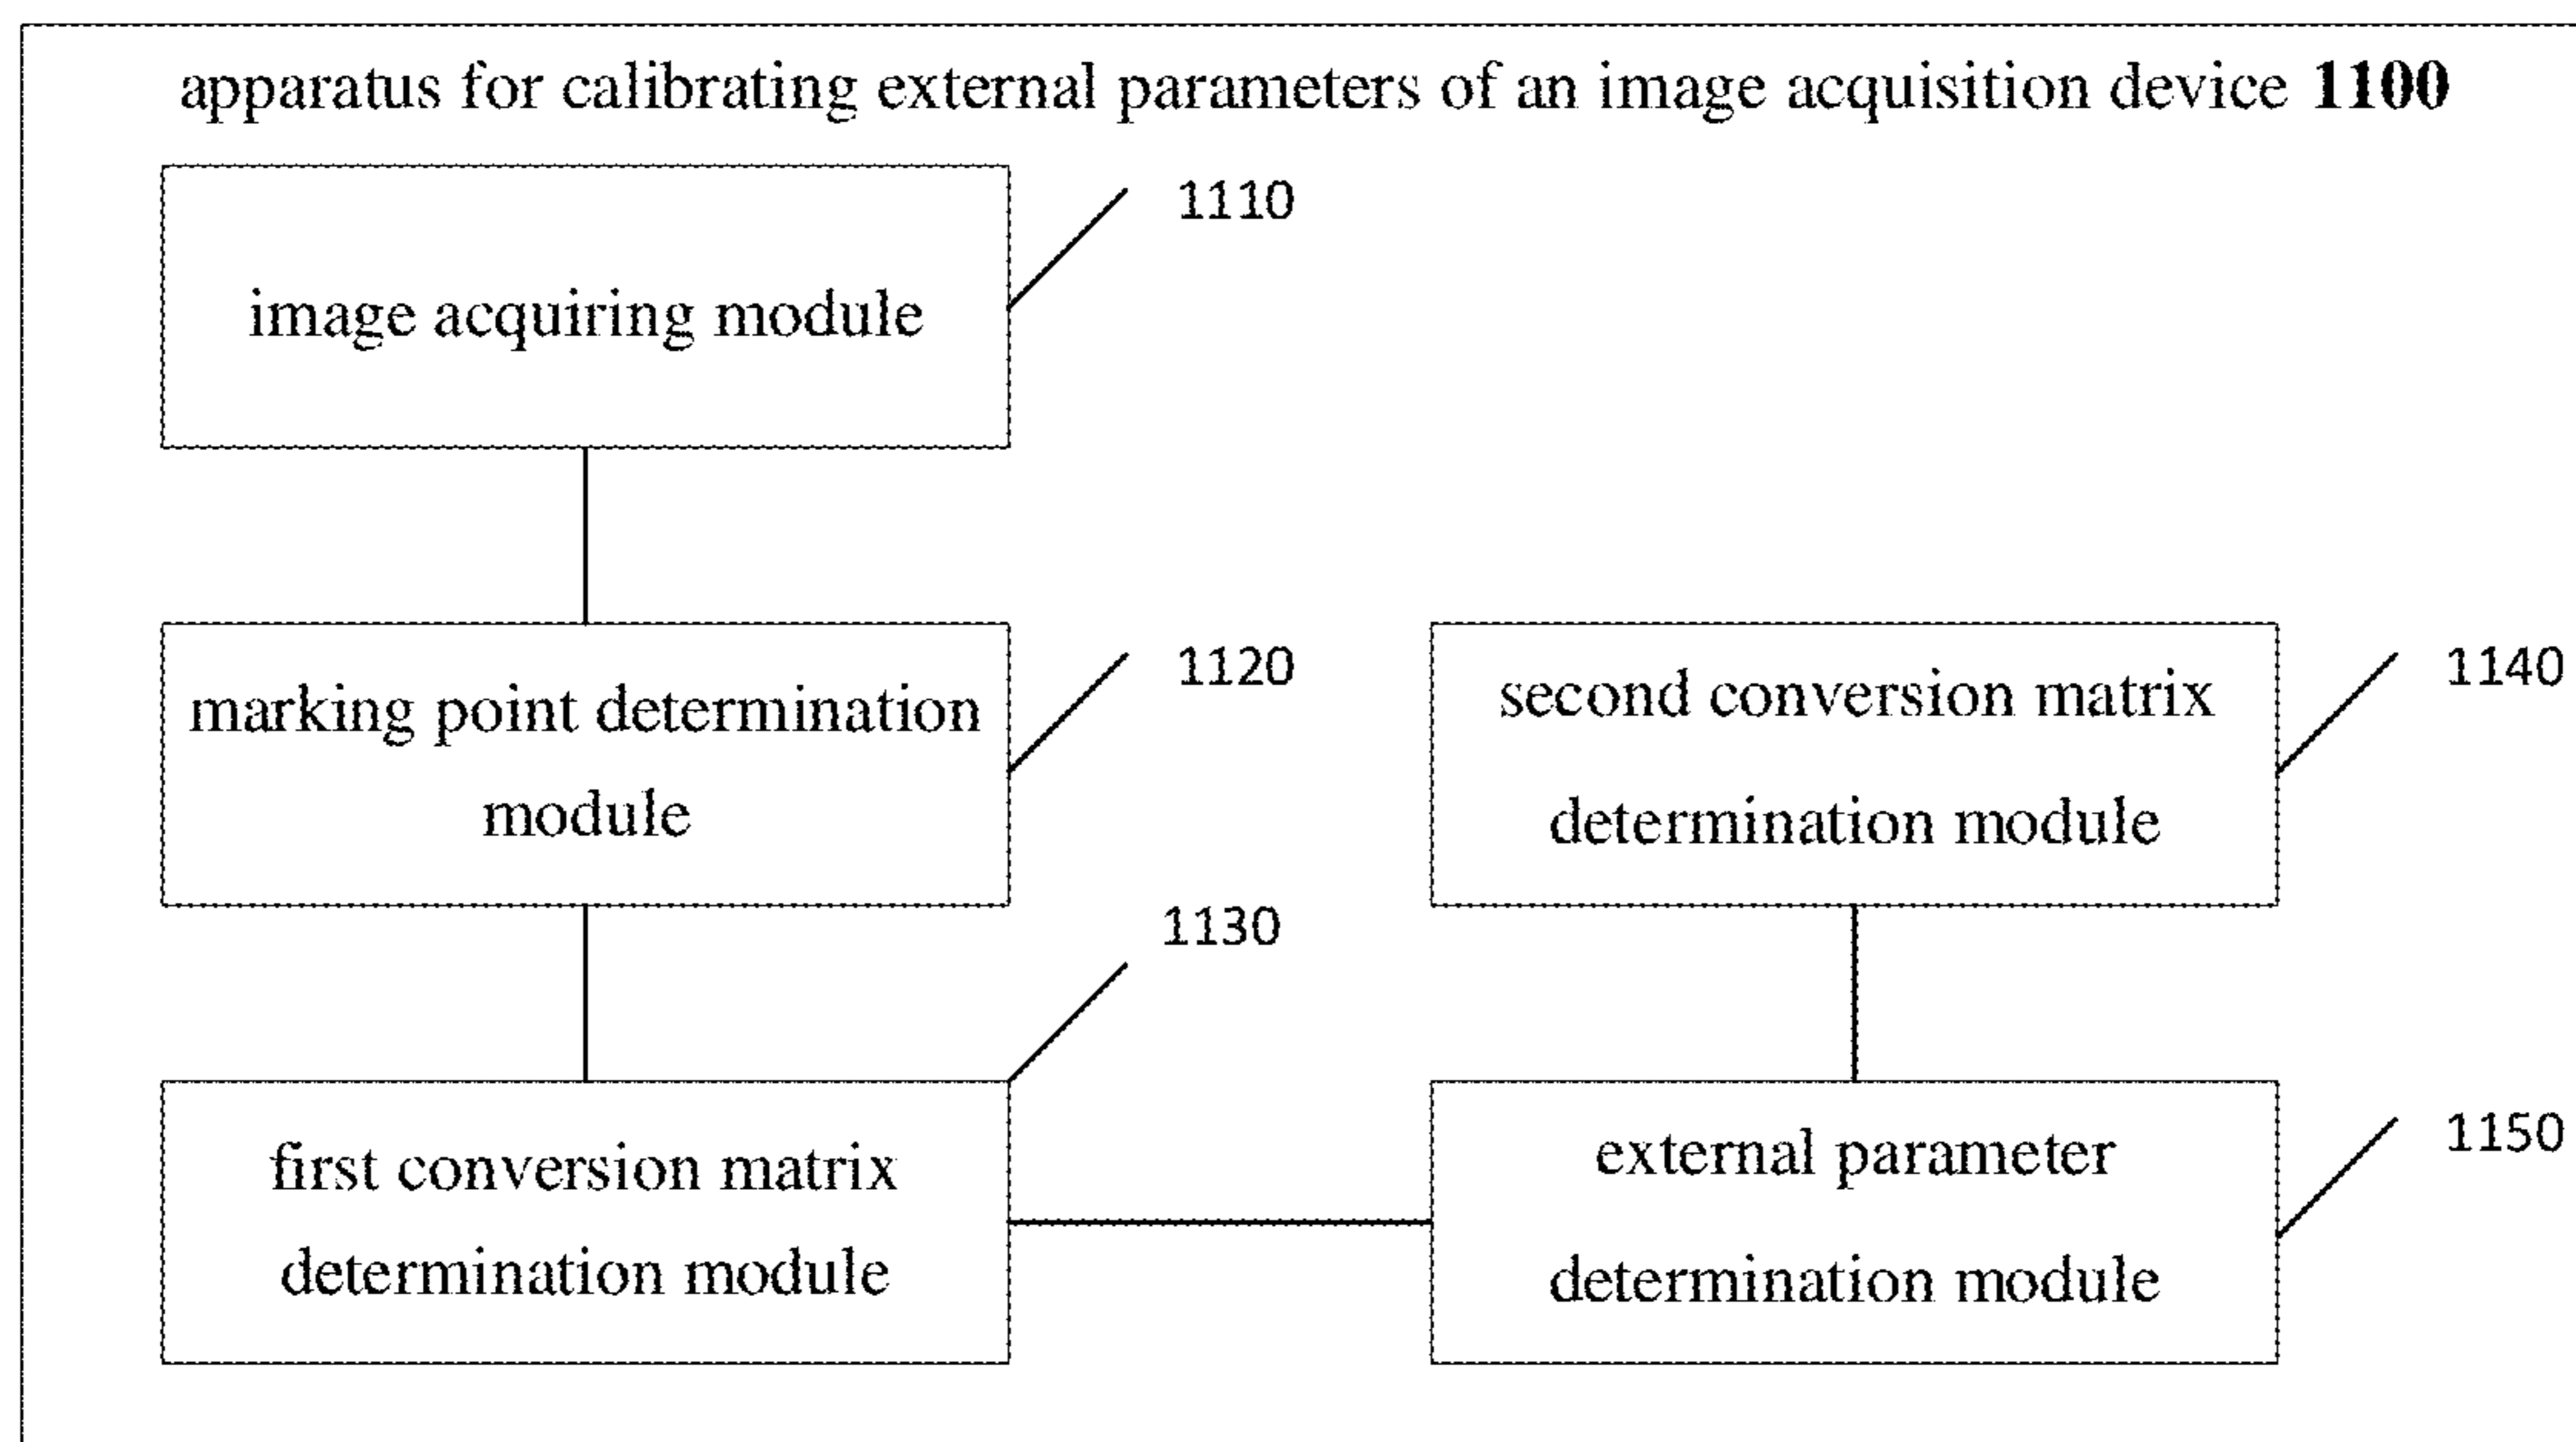 apparatus for calibrating external parameters of an image acquisition device 1100
1110
image acquiring module
1120
marking point determination
module
1140
second conversion matrix
determination module
1130
first conversion matrix
determination module
1150
external parameter
determination module